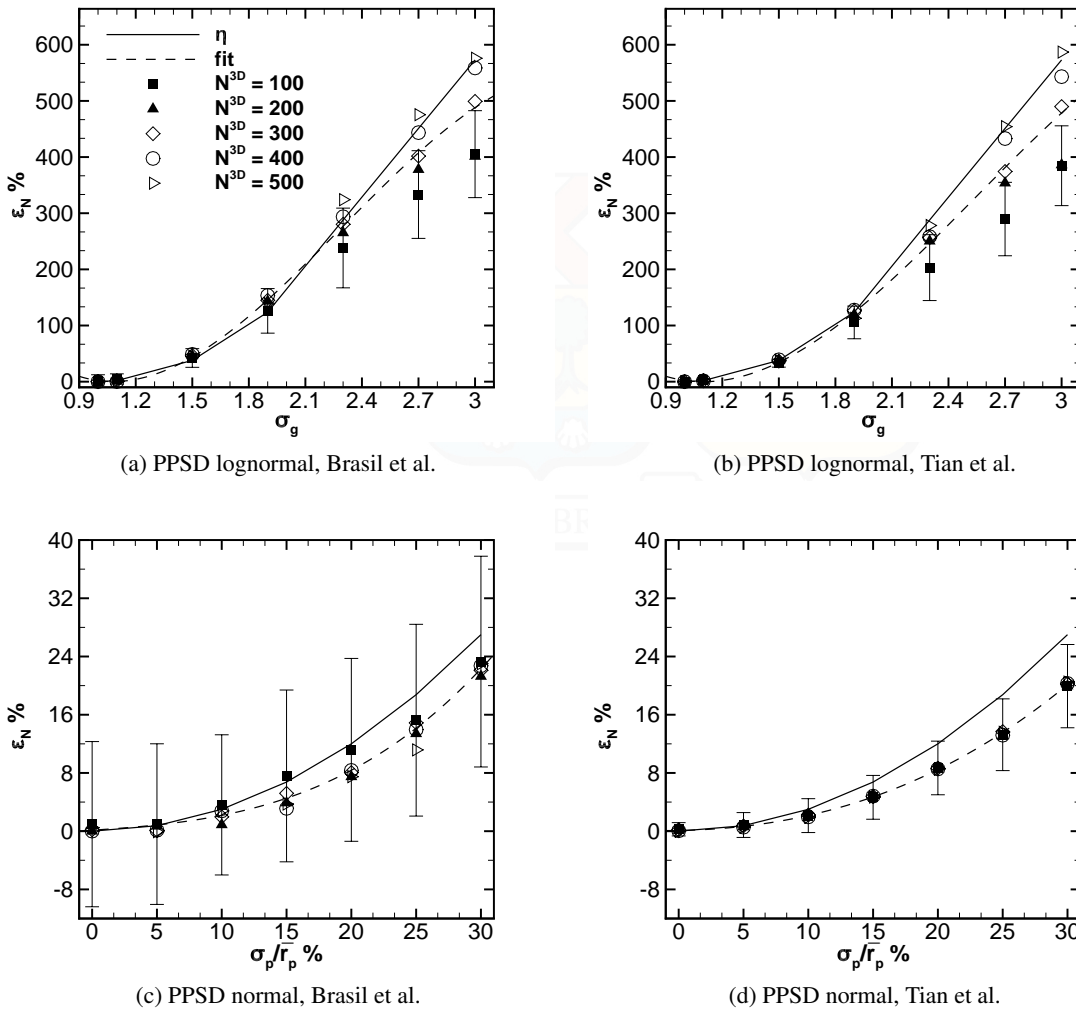 600
500
400
300
200
100
0
ε_N %
η
fit
N^3D = 100
N^3D = 200
N^3D = 300
N^3D = 400
N^3D = 500
0.9 1.2 1.5 1.8 2.1 2.4 2.7 3
σ_g
(a) PPSD lognormal, Brasil et al.
600
500
400
300
200
100
0
ε_N %
0.9 1.2 1.5 1.8 2.1 2.4 2.7 3
σ_g
(b) PPSD lognormal, Tian et al.
40
32
24
16
8
0
-8
ε_N %
0 5 10 15 20 25 30
σ_p/r̅_p %
(c) PPSD normal, Brasil et al.
40
32
24
16
8
0
-8
ε_N %
0 5 10 15 20 25 30
σ_p/r̅_p %
(d) PPSD normal, Tian et al.